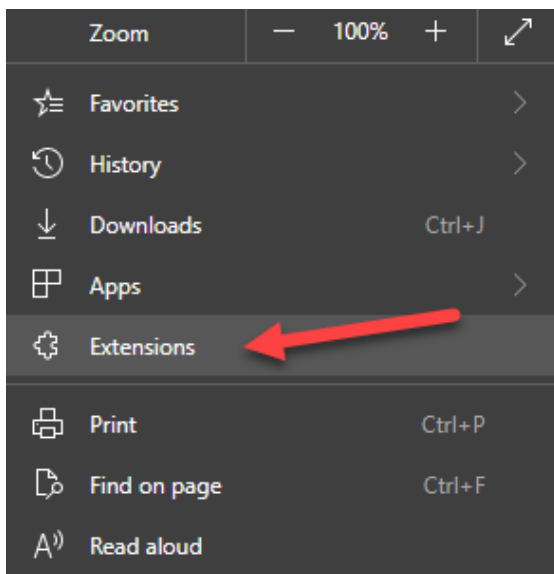 Zoom — 100% +
Favorites
History
Downloads Ctrl+J
Apps
Extensions
Print Ctrl+P
Find on page Ctrl+F
Read aloud